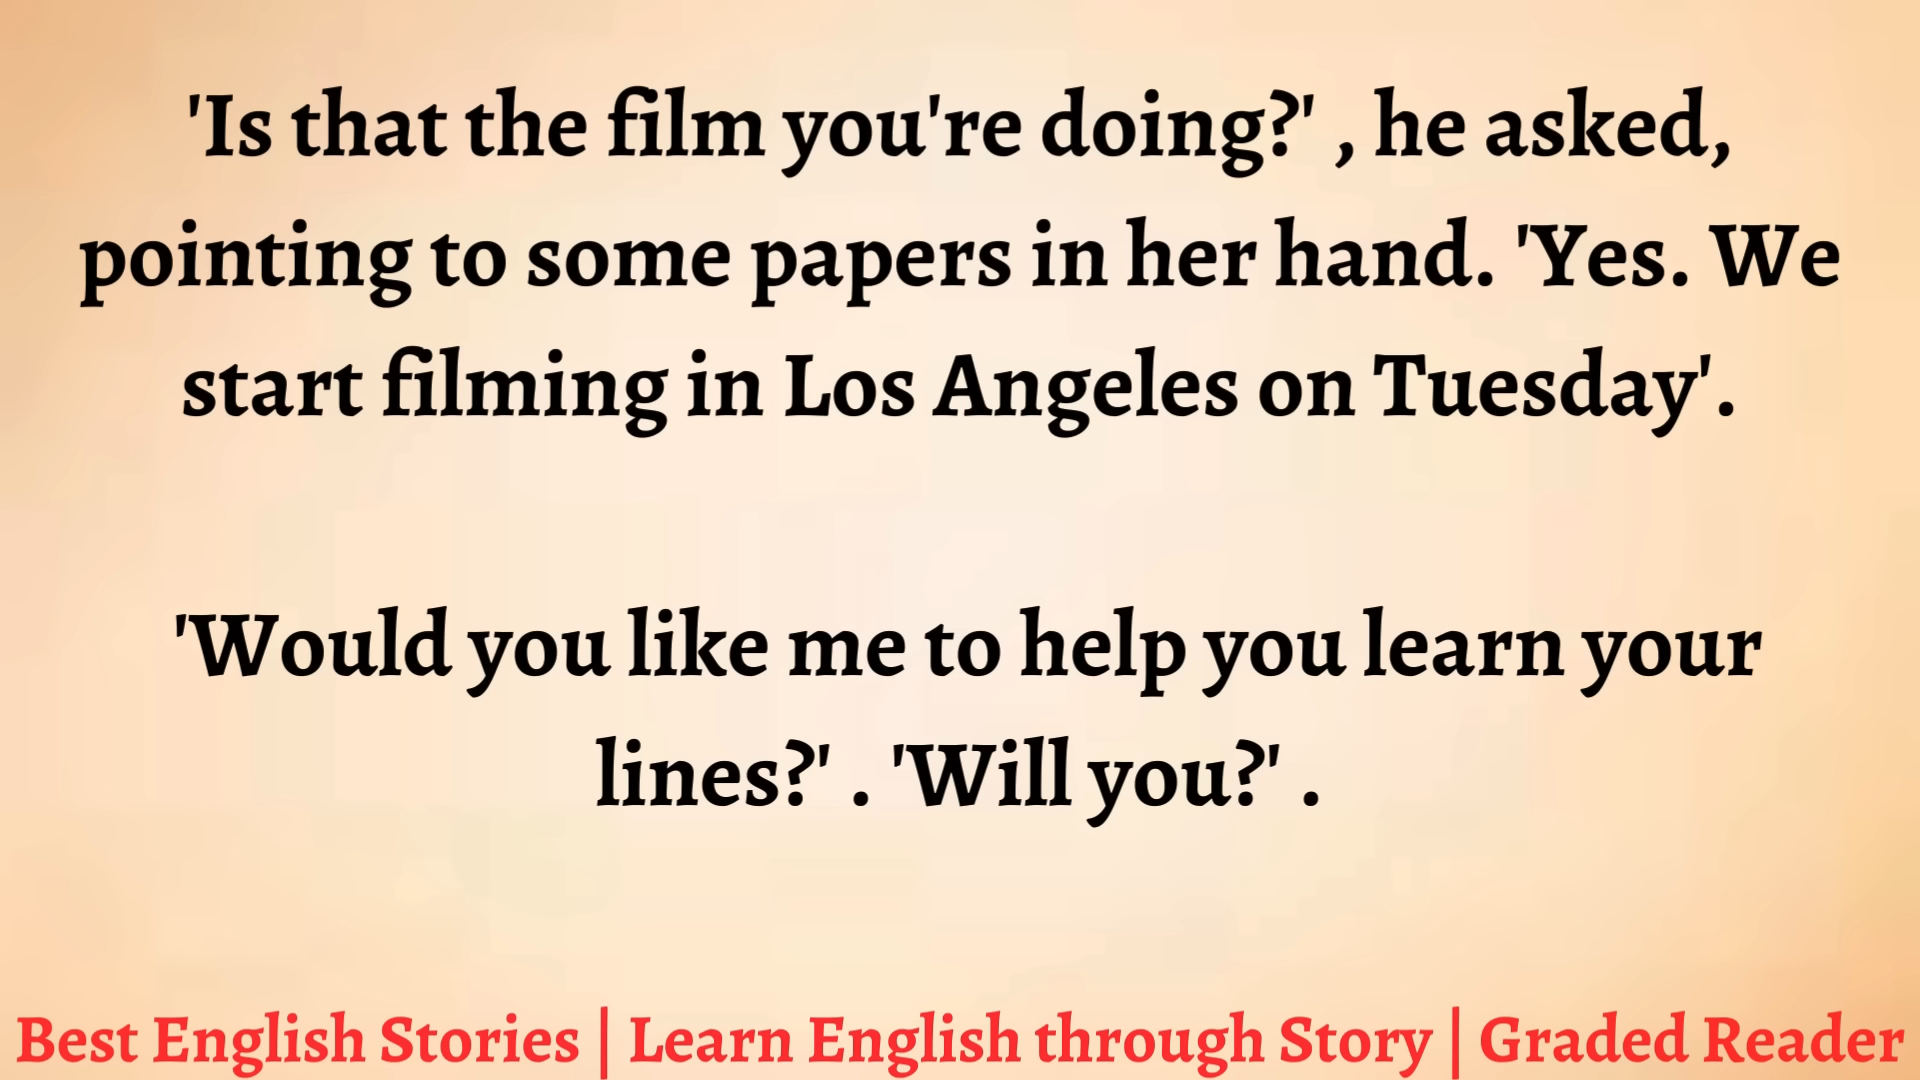 'Is that the film you're doing?' , he asked,
pointing to some papers in her hand. 'Yes. We
start filming in Los Angeles on Tuesday'.
'Would you like me to help you learn your
lines?' . 'Will you?' .
Best English Stories | Learn English through Story | Graded Reader